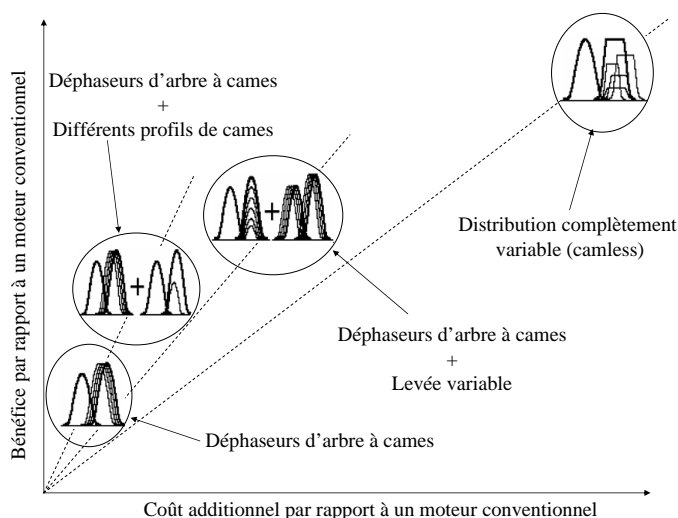 Bénéfice par rapport à un moteur conventionnel
Déphaseurs d'arbre à cames
+
Différents profils de cames
+
+
Distribution complètement
variable (camless)
Déphaseurs d'arbre à cames
+
Levée variable
Déphaseurs d'arbre à cames
Coût additionnel par rapport à un moteur conventionnel